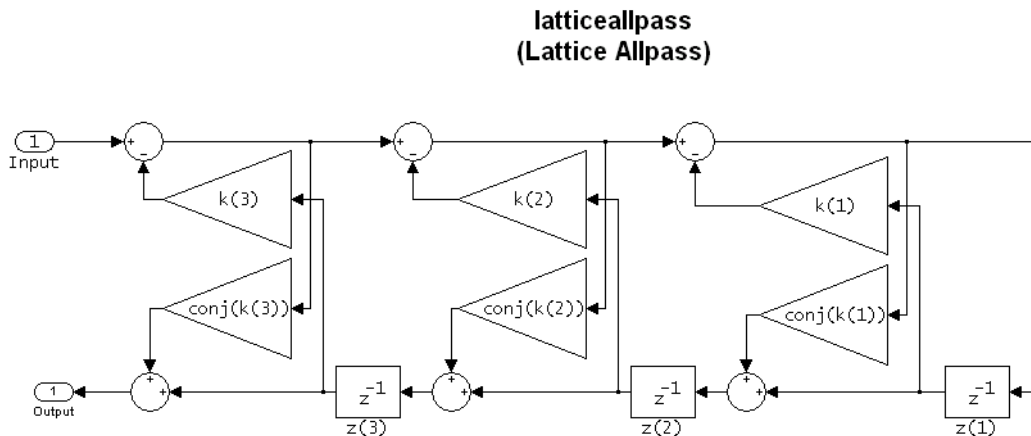 latticeallpass
(Lattice Allpass)
1
Input
+
-
+
-
+
-
k(3)
k(2)
k(1)
conj(k(3))
conj(k(2))
conj(k(1))
+
+
+
+
+
+
1
Output
z-1
z(3)
z-1
z(2)
z-1
z(1)